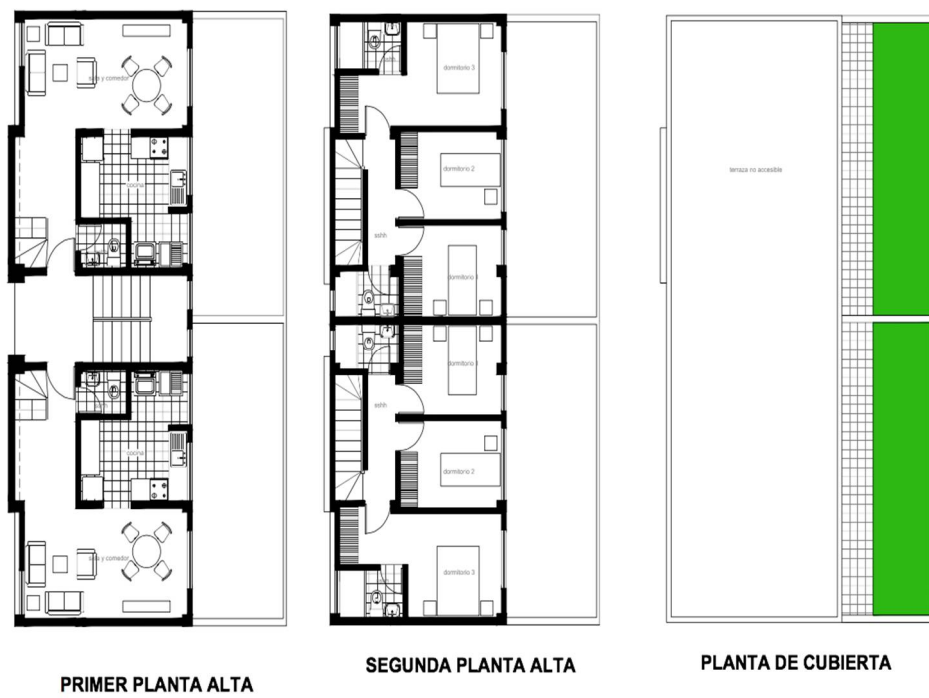 sala y comedor
cocina
cocina
sala y comedor
PRIMER PLANTA ALTA
dormitorio 3
dormitorio 2
sshh
dormitorio 1
dormitorio 1
sshh
dormitorio 2
dormitorio 3
SEGUNDA PLANTA ALTA
terraza no accesible
PLANTA DE CUBIERTA